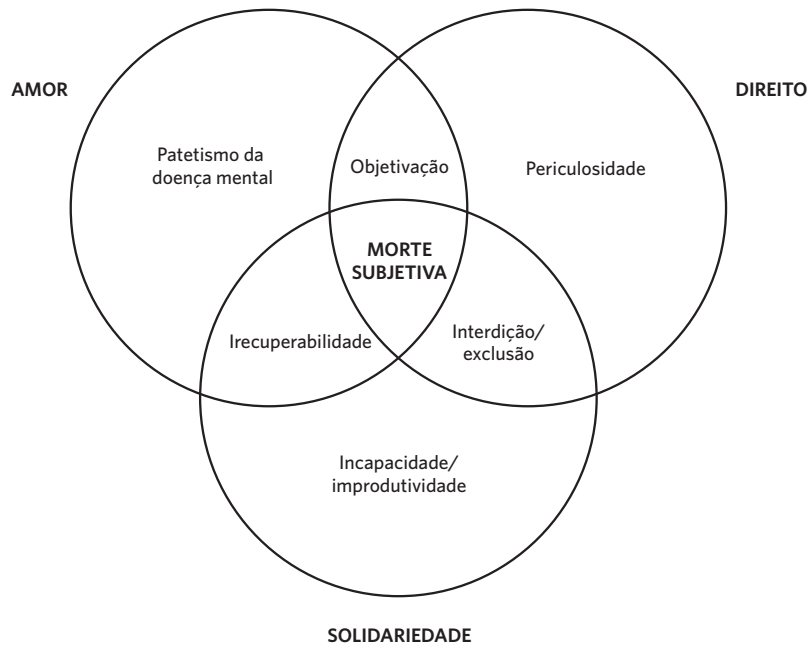 AMOR
DIREITO
Patetismo da
doença mental
Objetivação
Periculosidade
MORTE
SUBJETIVA
Irecuperabilidade
Interdição/
exclusão
Incapacidade/
improdutividade
SOLIDARIEDADE